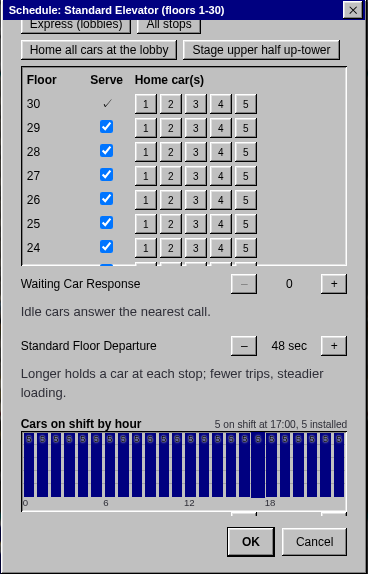 Schedule: Standard Elevator (floors 1-30)
Express (lobbies) All stops
Home all cars at the lobby Stage upper half up-tower
Floor Serve Home car(s)
30 ✓ 1 2 3 4 5
29 1 2 3 4 5
28 1 2 3 4 5
27 1 2 3 4 5
26 1 2 3 4 5
25 1 2 3 4 5
24 1 2 3 4 5
Waiting Car Response – 0 +
Idle cars answer the nearest call.
Standard Floor Departure – 48 sec +
Longer holds a car at each stop; fewer trips, steadier
loading.
Cars on shift by hour 5 on shift at 17:00, 5 installed
0 6 12 18
OK Cancel